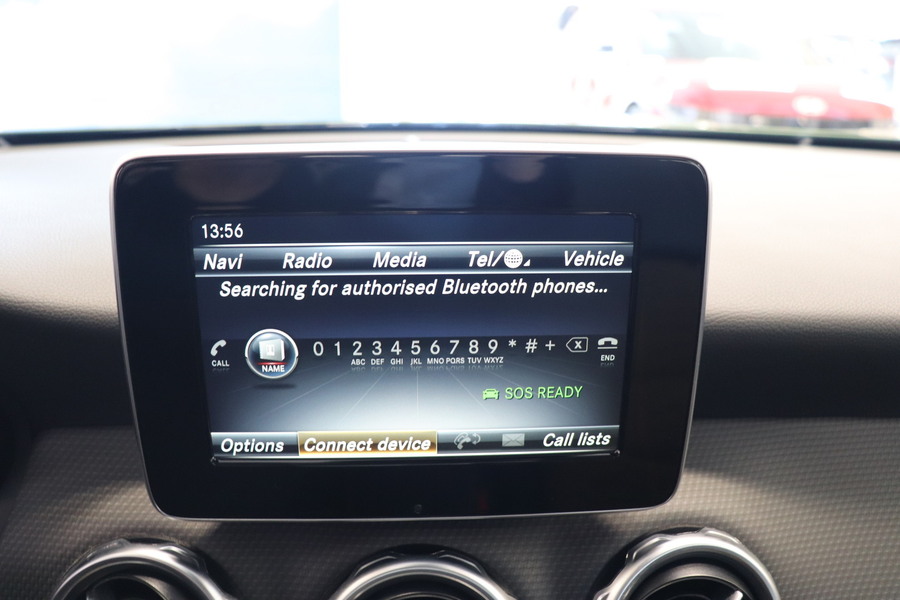 13:56
Navi Radio Media Tel/ Vehicle
Searching for authorised Bluetooth phones...
CALL NAME 0 1 2 3 4 5 6 7 8 9 * # + X END
ABC DEF GHI JKL MNO PQRS TUV WXYZ
SOS READY
Options Connect device Call lists